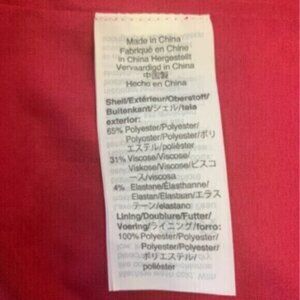 Made in China
Fabriqué en Chine
in China Hergestellt
Vervaardigd in China
中国製
Hecho en China
Shell/Extérieur/Oberstoff/
Buitenkant/シェル/tela
exterior:
65% Polyester/Polyester/
Polyester/Polyester/ポリ
エステル/poliéster
31% Viscose/Viscose/
Viskose/Viscose/ビスコ
ース/viscosa
4% Elastane/Élasthanne/
Elastan/Elastaan/エラス
テーン/elastano
Lining/Doublure/Futter/
Voering/ライニング/forro:
100% Polyester/Polyester/
Polyester/Polyester/
ポリエステル/
poliéster